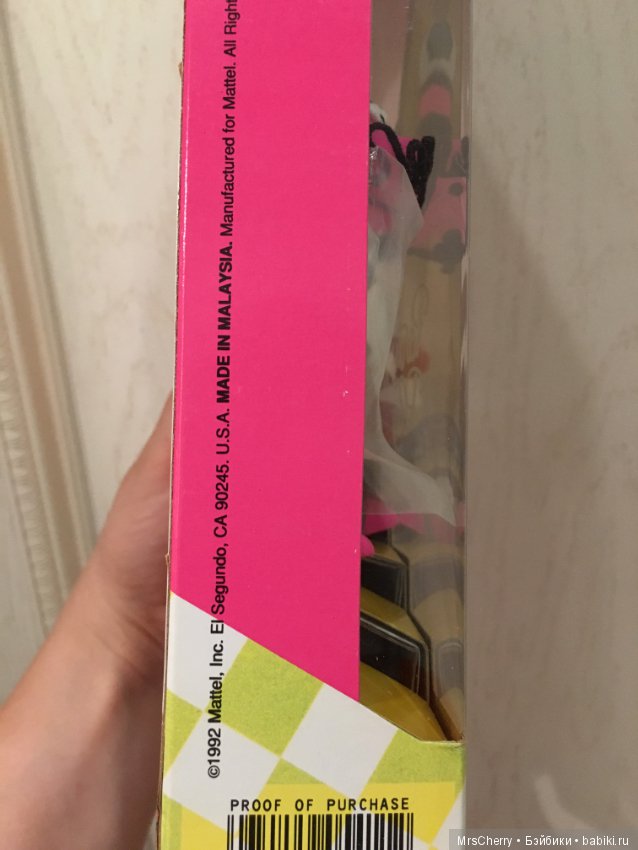 ©1992 Mattel, Inc. El Segundo, CA 90245. U.S.A. MADE IN MALAYSIA. Manufactured for Mattel. All
PROOF OF PURCHASE
MrsCherry • Бэйбики • babiki.ru